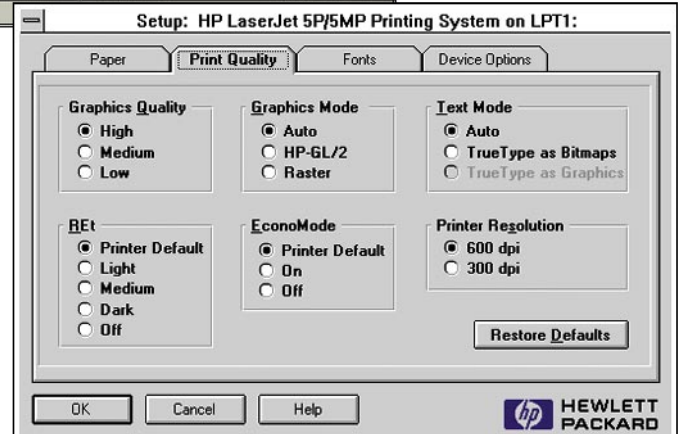 Setup: HP LaserJet 5P/5MP Printing System on LPT1:
Paper
Print Quality
Fonts
Device Options
Graphics Quality
High
Medium
Low
Graphics Mode
Auto
HP-GL/2
Raster
Text Mode
Auto
TrueType as Bitmaps
TrueType as Graphics
REt
Printer Default
Light
Medium
Dark
Off
EconoMode
Printer Default
On
Off
Printer Resolution
600 dpi
300 dpi
Restore Defaults
OK
Cancel
Help
hp
HEWLETT
PACKARD